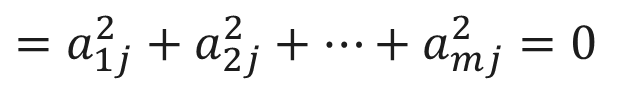 = a_{1j}^2 + a_{2j}^2 + ⋯ + a_{mj}^2 = 0